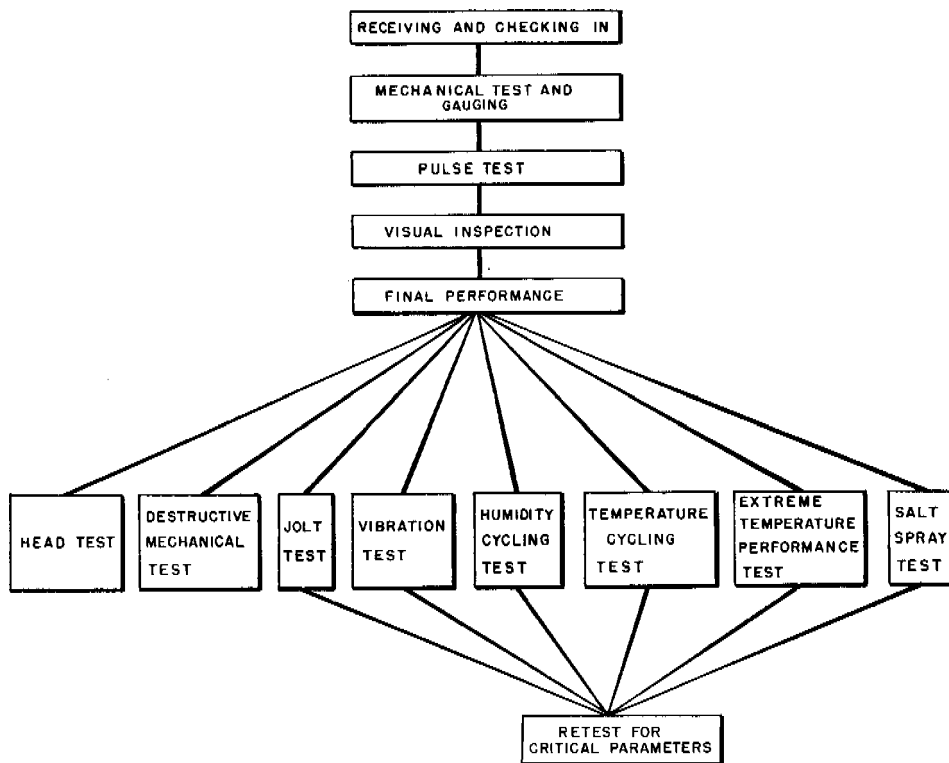 RECEIVING AND CHECKING IN
MECHANICAL TEST AND
GAUGING
PULSE TEST
VISUAL INSPECTION
FINAL PERFORMANCE
HEAD TEST
DESTRUCTIVE
MECHANICAL
TEST
JOLT
TEST
VIBRATION
TEST
HUMIDITY
CYCLING
TEST
TEMPERATURE
CYCLING
TEST
EXTREME
TEMPERATURE
PERFORMANCE
TEST
SALT
SPRAY
TEST
RETEST FOR
CRITICAL PARAMETERS